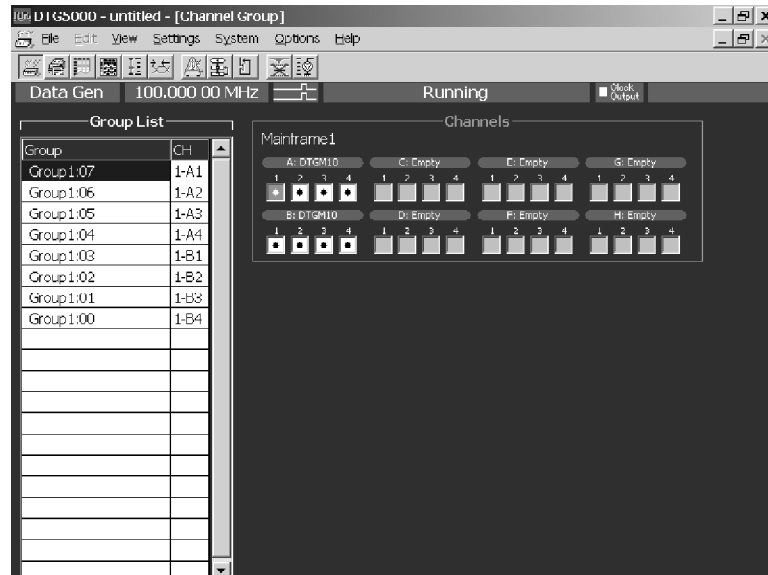 DTG5000 - untitled - [Channel Group]
File Edit View Settings System Options Help
Data Gen 100.000 00 MHz Running Clock Output
Group List
Group CH
Group1:07 1-A1
Group1:06 1-A2
Group1:05 1-A3
Group1:04 1-A4
Group1:03 1-B1
Group1:02 1-B2
Group1:01 1-B3
Group1:00 1-B4
Channels
Mainframe1
A: DTGM10 C: Empty E: Empty G: Empty
1 2 3 4 1 2 3 4 1 2 3 4 1 2 3 4
B: DTGM10 D: Empty F: Empty H: Empty
1 2 3 4 1 2 3 4 1 2 3 4 1 2 3 4